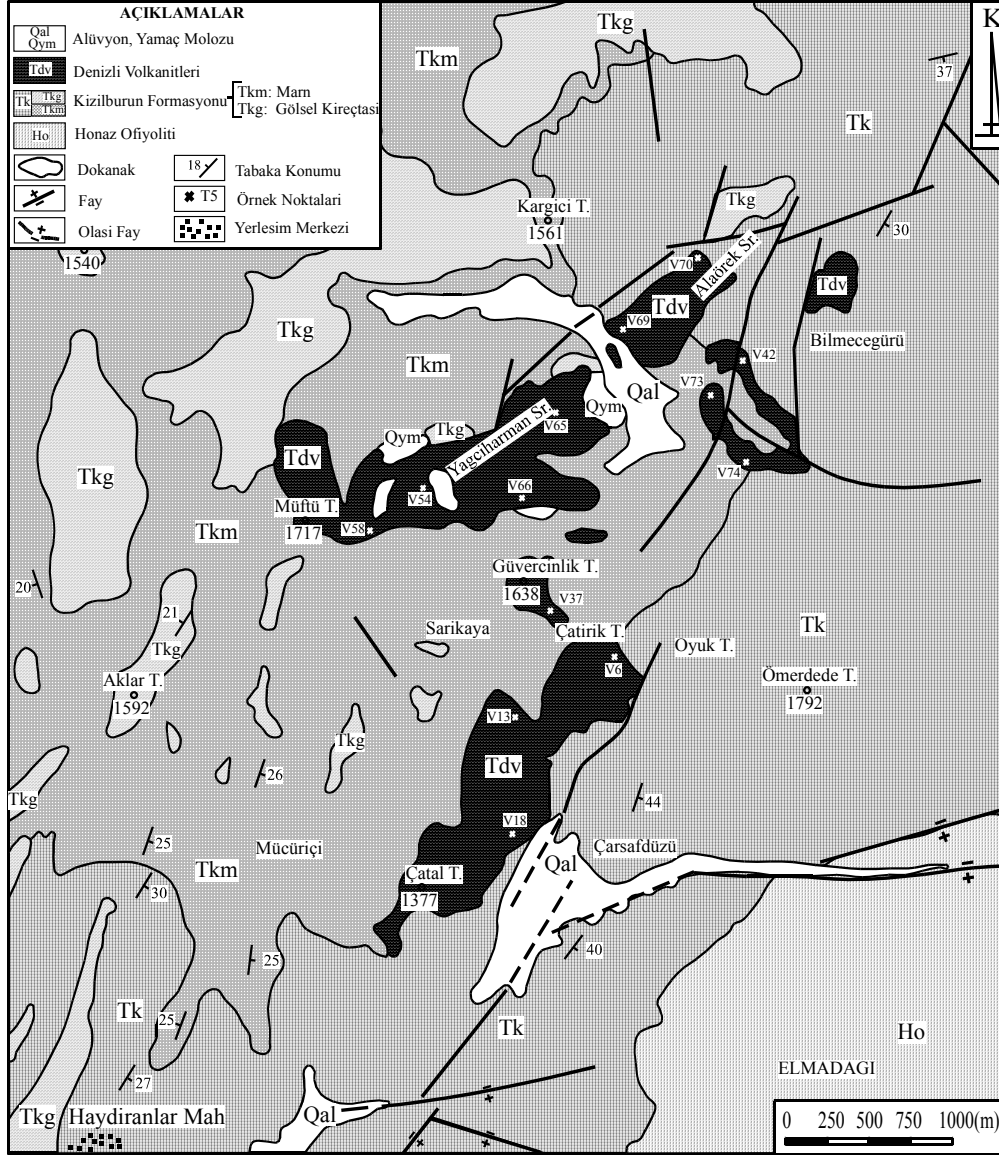 AÇIKLAMALAR
Qal
Qym
Alüvyon, Yamaç Molozu
Tdv
Denizli Volkanitleri
Tk
Tkg
Tkm
Kizilburun Formasyonu
Tkm: Marn
Tkg: Gölsel Kireçtasi
Ho
Honaz Ofiyoliti
Dokanak
18
Tabaka Konumu
Fay
T5
Örnek Noktalari
Olasi Fay
Yerlesim Merkezi
K
Tkg
Tkm
37
Tk
Kargici T.
1561
Tkg
30
1540
V70
Alaörek Sr.
Tdv
Tdv
Tkg
V69
Bilmecegürü
Tkm
V42
Qal
V73
Qym
Yagciharman Sr.
V65
Tkg
Qym
Tdv
V74
Tkg
V54
V66
Müftü T.
1717
V58
Tkm
Güvercinlik T.
1638
V37
20
21
Tkg
Sarikaya
Çatirik T.
V6
Oyuk T.
Tk
Aklar T.
1592
Ömerdede T.
1792
V13
Tkg
Tdv
26
Tkg
44
V18
25
Mücüriçi
Çarsafdüzü
Tkm
Qal
Çatal T.
1377
30
25
40
Tk
25
Tk
Ho
27
ELMADAGI
Tkg
Haydiranlar Mah
Qal
0 250 500 750 1000(m)